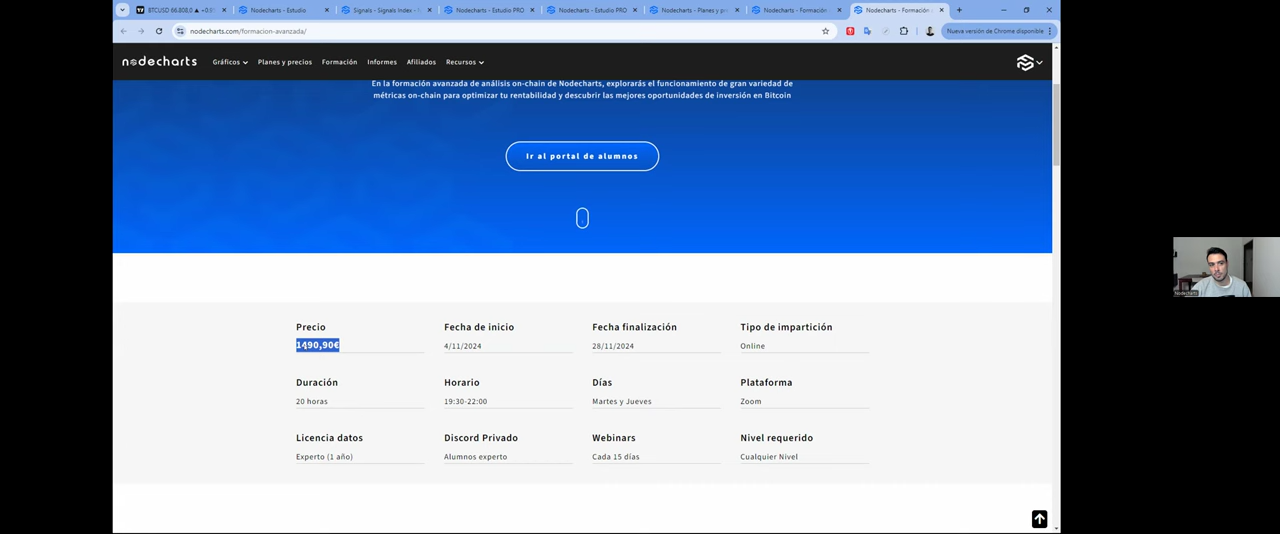 BTCUSD 66.808.0 ▲ +0.8
Nodecharts - Estudio
Signals - Signals Index - N
Nodecharts - Estudio PRO
Nodecharts - Estudio PRO
Nodecharts - Planes y pr
Nodecharts - Formación
Nodecharts - Formación
nodecharts.com/formacion-avanzada/
Nueva versión de Chrome disponible
nodecharts
Gráficos
Planes y precios
Formación
Informes
Afiliados
Recursos
En la formación avanzada de análisis on-chain de Nodecharts, explorarás el funcionamiento de gran variedad de
métricas on-chain para optimizar tu rentabilidad y descubrir las mejores oportunidades de inversión en Bitcoin
Ir al portal de alumnos
Precio
1490,90€
Fecha de inicio
4/11/2024
Fecha finalización
28/11/2024
Tipo de impartición
Online
Duración
20 horas
Horario
19:30-22:00
Días
Martes y Jueves
Plataforma
Zoom
Licencia datos
Experto (1 año)
Discord Privado
Alumnos experto
Webinars
Cada 15 días
Nivel requerido
Cualquier Nivel
Nodecharts